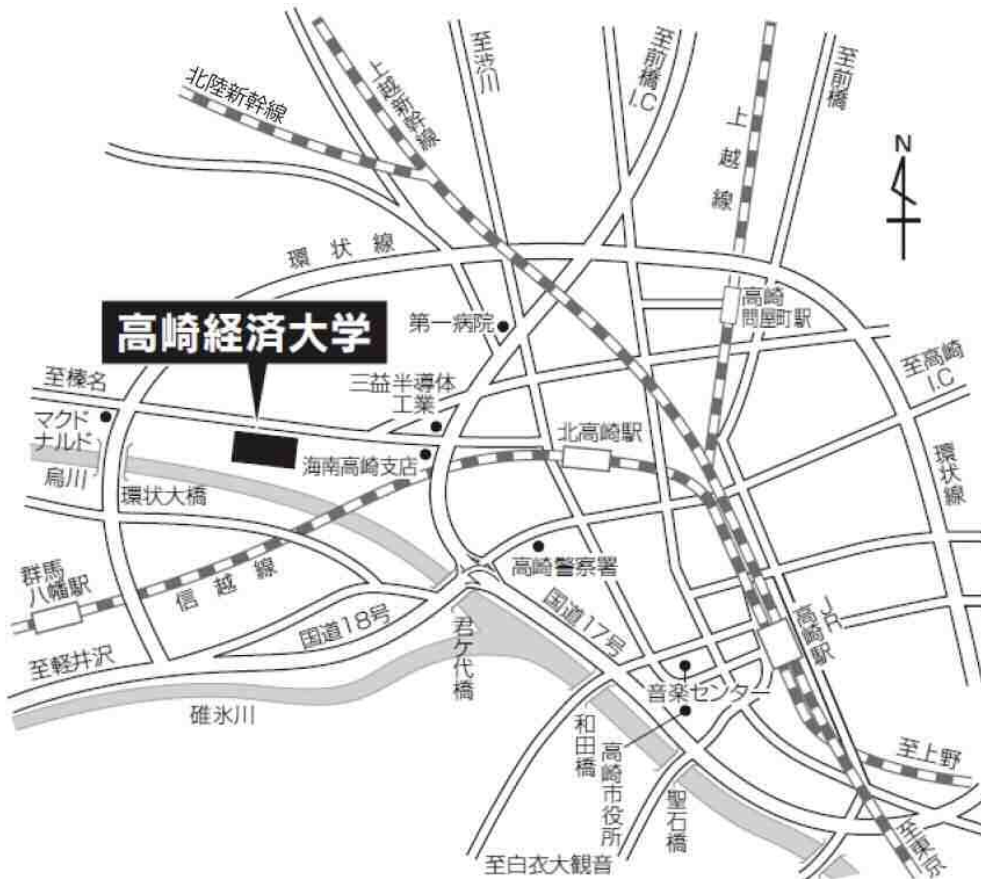 至渋川
至前橋
I.C
至前橋
北陸新幹線
上越新幹線
上越線
N
環状線
高崎経済大学
第一病院
高崎
問屋町駅
至榛名
三益半導体
工業
至高崎
I.C
マクド
ナルド
北高崎駅
烏川
海南高崎支店
環状線
環状大橋
群馬
八幡駅
信越線
高崎警察署
国道18号
国道17号
JR
高崎駅
至軽井沢
君ケ代橋
音楽センター
碓氷川
和田橋
高崎市役所
聖石橋
至上野
至東京
至白衣大観音